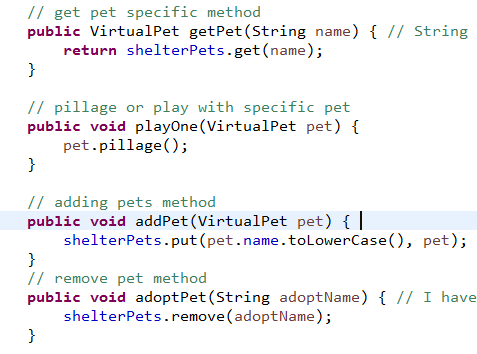 // get pet specific method
public VirtualPet getPet(String name) { // String
return shelterPets.get(name);
}
// pillage or play with specific pet
public void playOne(VirtualPet pet) {
pet.pillage();
}
// adding pets method
public void addPet(VirtualPet pet) {
shelterPets.put(pet.name.toLowerCase(), pet);
}
// remove pet method
public void adoptPet(String adoptName) { // I have
shelterPets.remove(adoptName);
}